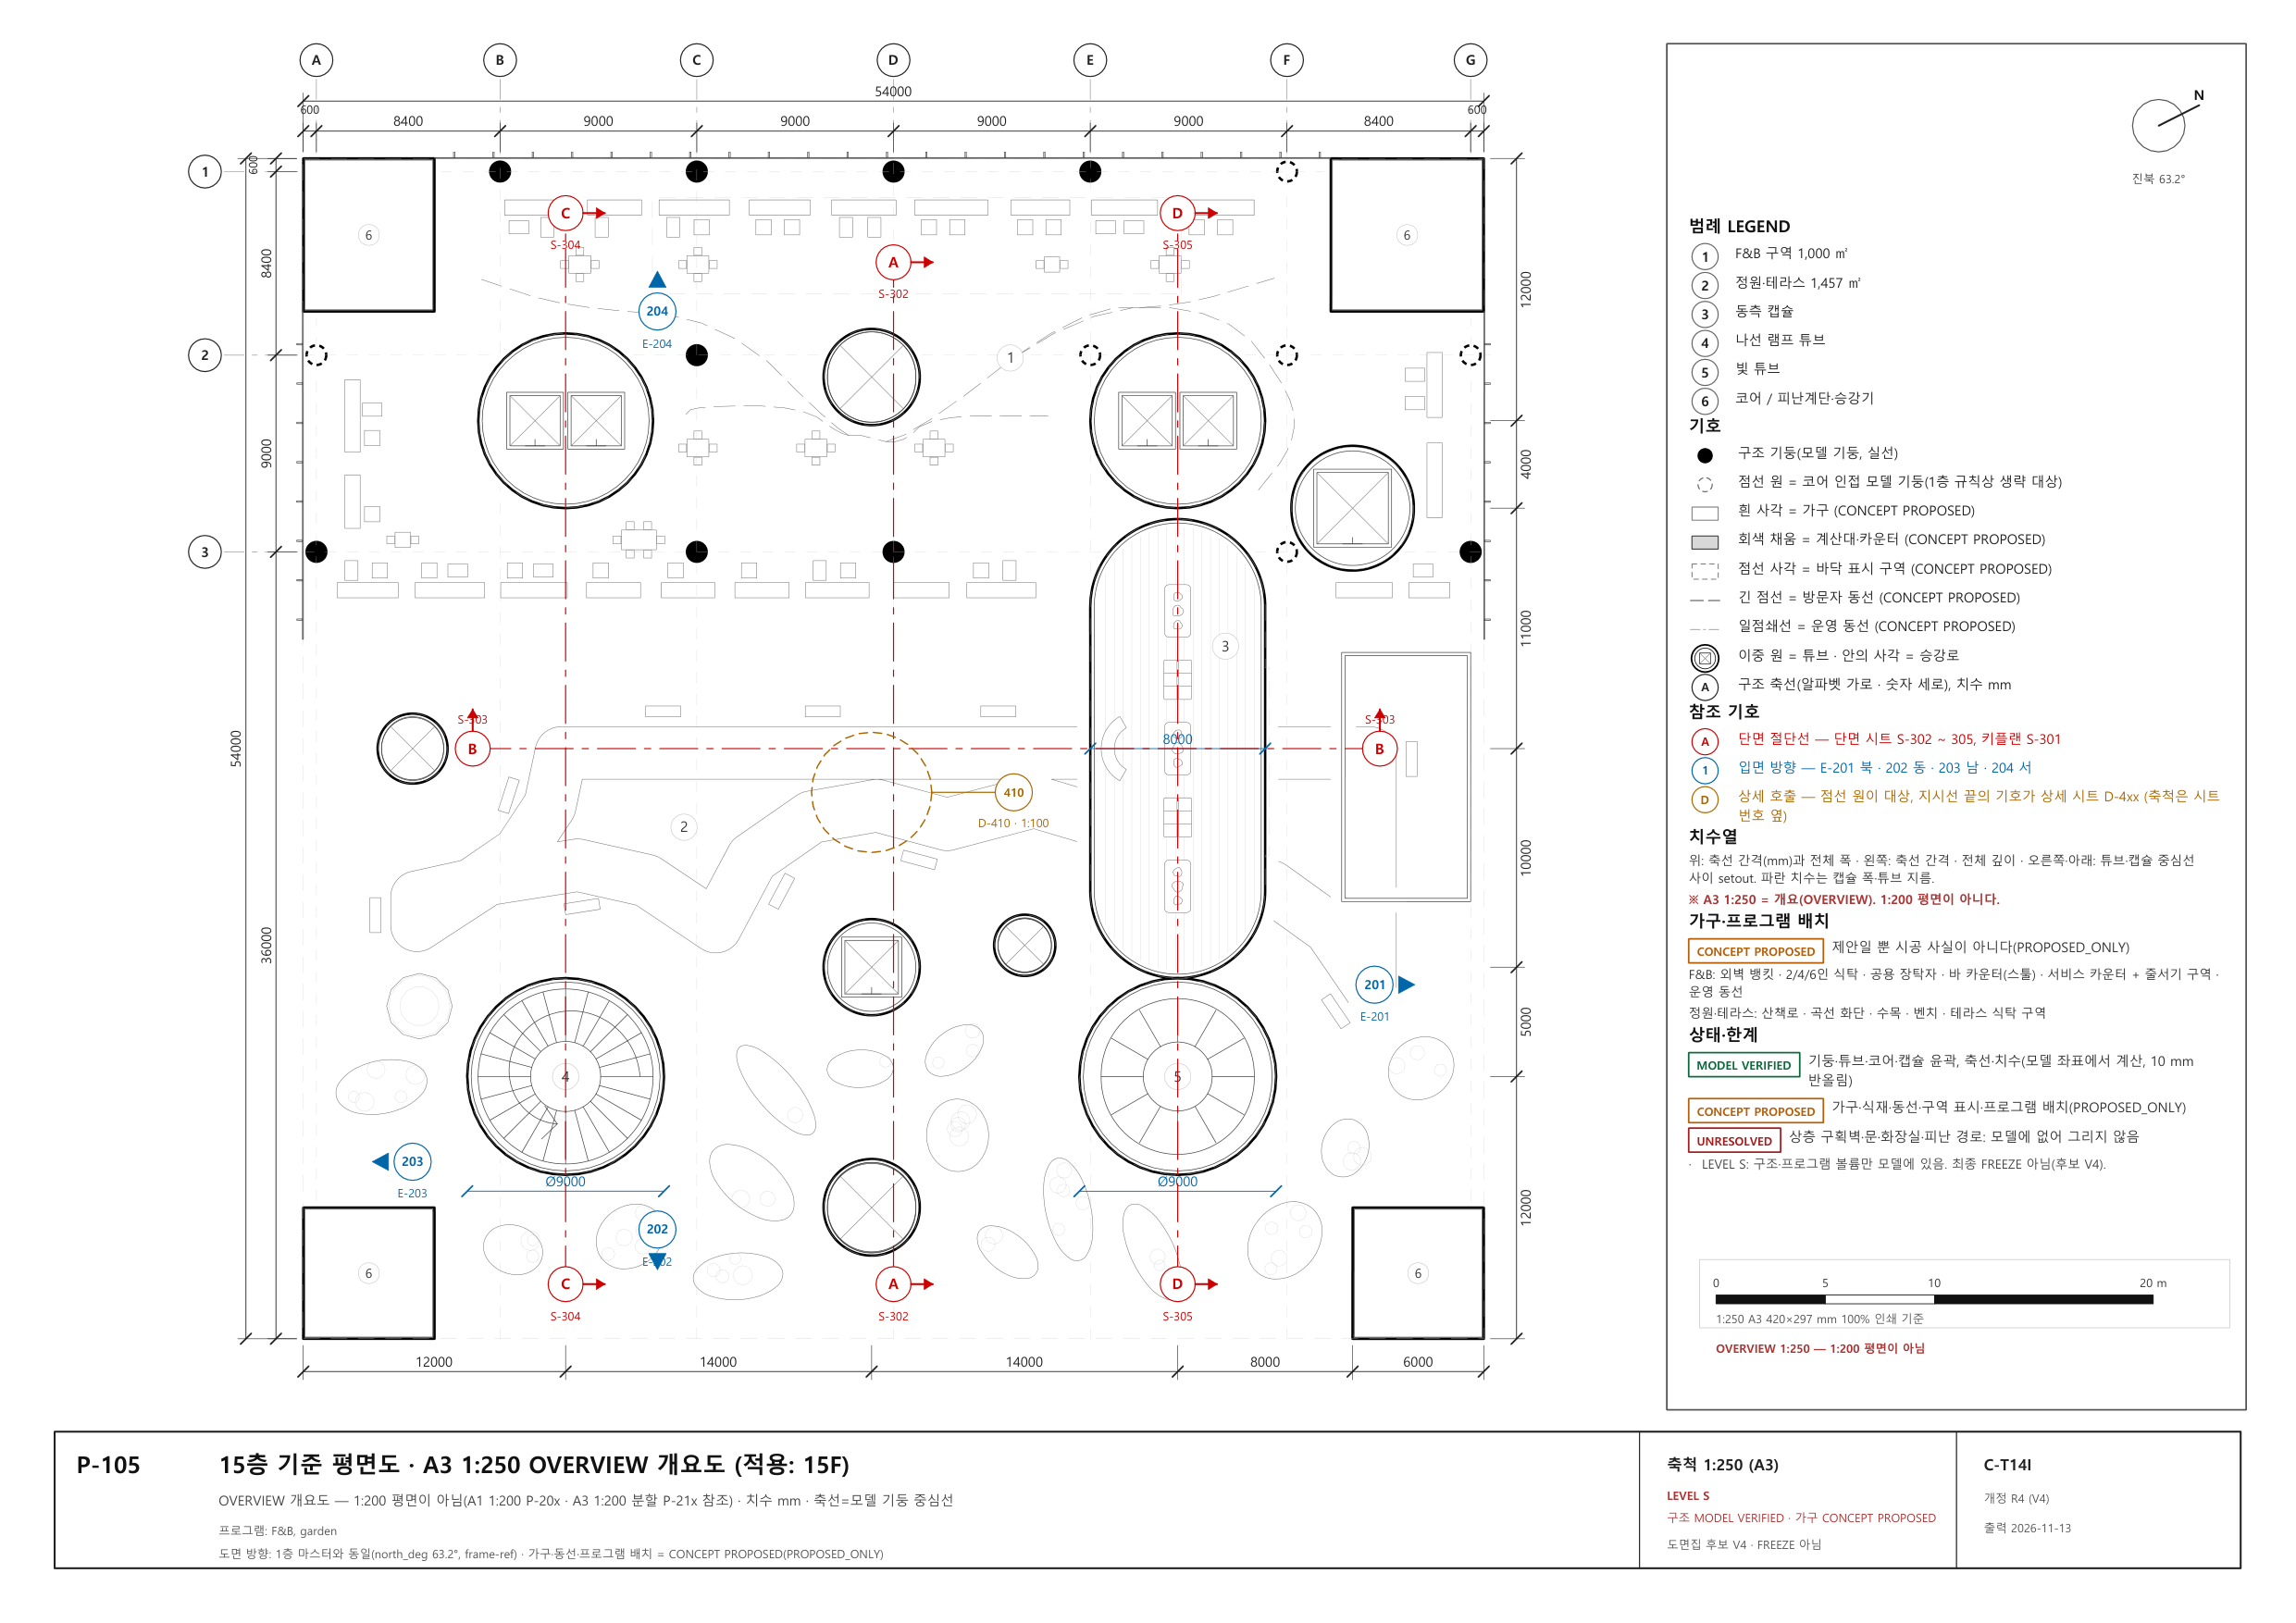 A B C D E F G
54000
600 600
8400 9000 9000 9000 9000 8400
1
2
3
600
8400
9000
36000
54000
12000
4000
11000
10000
5000
12000
6
6
C
S-304
D
S-305
A
S-302
204
E-204
1
3
B
S-303
8000
B
S-303
410
D-410 · 1:100
2
201
E-201
4
5
203
E-203
Ø9000
Ø9000
202
E-202
6
6
C
S-304
A
S-302
D
S-305
12000 14000 14000 8000 6000
N
진북 63.2°
범례 LEGEND
1 F&B 구역 1,000 ㎡
2 정원·테라스 1,457 ㎡
3 동측 캡슐
4 나선 램프 튜브
5 빛 튜브
6 코어 / 피난계단·승강기
기호
구조 기둥(모델 기둥, 실선)
점선 원 = 코어 인접 모델 기둥(1층 규칙상 생략 대상)
흰 사각 = 가구 (CONCEPT PROPOSED)
회색 채움 = 계산대·카운터 (CONCEPT PROPOSED)
점선 사각 = 바닥 표시 구역 (CONCEPT PROPOSED)
긴 점선 = 방문자 동선 (CONCEPT PROPOSED)
일점쇄선 = 운영 동선 (CONCEPT PROPOSED)
이중 원 = 튜브 · 안의 사각 = 승강로
A 구조 축선(알파벳 가로 · 숫자 세로), 치수 mm
참조 기호
A 단면 절단선 — 단면 시트 S-302 ~ 305, 키플랜 S-301
1 입면 방향 — E-201 북 · 202 동 · 203 남 · 204 서
D 상세 호출 — 점선 원이 대상, 지시선 끝의 기호가 상세 시트 D-4xx (축척은 시트
번호 옆)
치수열
위: 축선 간격(mm)과 전체 폭 · 왼쪽: 축선 간격 · 전체 깊이 · 오른쪽·아래: 튜브·캡슐 중심선
사이 setout. 파란 치수는 캡슐 폭·튜브 지름.
※ A3 1:250 = 개요(OVERVIEW). 1:200 평면이 아니다.
가구·프로그램 배치
CONCEPT PROPOSED 제안일 뿐 시공 사실이 아니다(PROPOSED_ONLY)
F&B: 외벽 뱅킷 · 2/4/6인 식탁 · 공용 장탁자 · 바 카운터(스툴) · 서비스 카운터 + 줄서기 구역 ·
운영 동선
정원·테라스: 산책로 · 곡선 화단 · 수목 · 벤치 · 테라스 식탁 구역
상태·한계
MODEL VERIFIED 기둥·튜브·코어·캡슐 윤곽, 축선·치수(모델 좌표에서 계산, 10 mm
반올림)
CONCEPT PROPOSED 가구·식재·동선·구역 표시·프로그램 배치(PROPOSED_ONLY)
UNRESOLVED 상층 구획벽·문·화장실·피난 경로: 모델에 없어 그리지 않음
· LEVEL S: 구조·프로그램 볼륨만 모델에 있음. 최종 FREEZE 아님(후보 V4).
0 5 10 20 m
1:250 A3 420×297 mm 100% 인쇄 기준
OVERVIEW 1:250 — 1:200 평면이 아님
P-105
15층 기준 평면도 · A3 1:250 OVERVIEW 개요도 (적용: 15F)
OVERVIEW 개요도 — 1:200 평면이 아님(A1 1:200 P-20x · A3 1:200 분할 P-21x 참조) · 치수 mm · 축선=모델 기둥 중심선
프로그램: F&B, garden
도면 방향: 1층 마스터와 동일(north_deg 63.2°, frame-ref) · 가구·동선·프로그램 배치 = CONCEPT PROPOSED(PROPOSED_ONLY)
축척 1:250 (A3)
LEVEL S
구조 MODEL VERIFIED · 가구 CONCEPT PROPOSED
도면집 후보 V4 · FREEZE 아님
C-T14I
개정 R4 (V4)
출력 2026-11-13